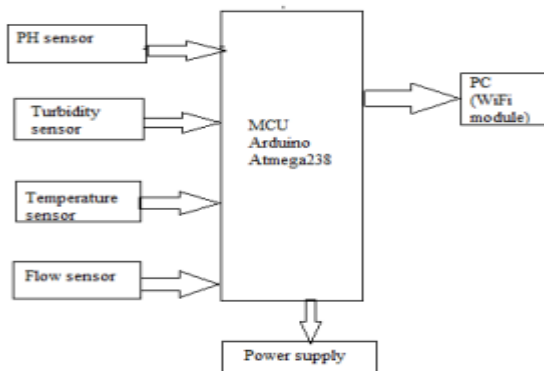 PH sensor
Turbidity
sensor
Temperature
sensor
Flow sensor
MCU
Arduino
Atmega238
PC
(WiFi
module)
Power supply